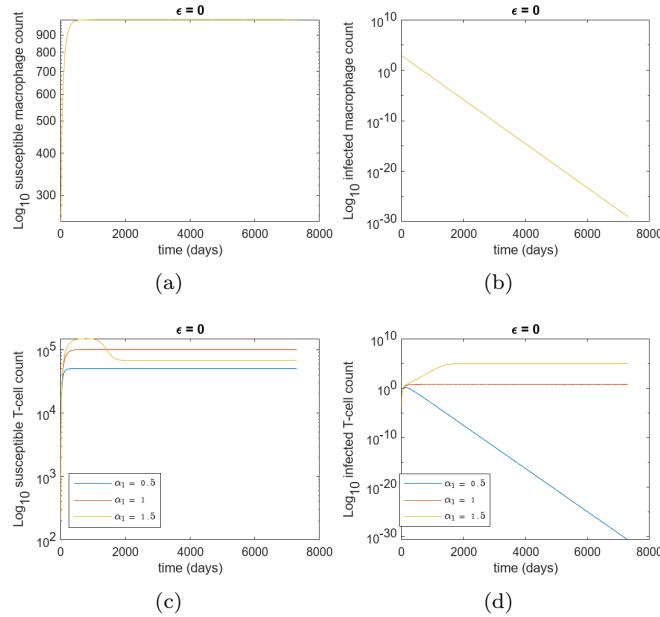 ϵ = 0
Log10 susceptible macrophage count
900
800
700
600
500
400
300
0 2000 4000 6000 8000
time (days)
(a)
ϵ = 0
Log10 infected macrophage count
10^0
10^-10
10^-20
10^-30
0 2000 4000 6000 8000
time (days)
(b)
ϵ = 0
Log10 susceptible T-cell count
10^5
10^4
10^3
10^2
α1 = 0.5
α1 = 1
α1 = 1.5
0 2000 4000 6000 8000
time (days)
(c)
ϵ = 0
Log10 infected T-cell count
10^10
10^0
10^-10
10^-20
10^-30
α1 = 0.5
α1 = 1
α1 = 1.5
0 2000 4000 6000 8000
time (days)
(d)